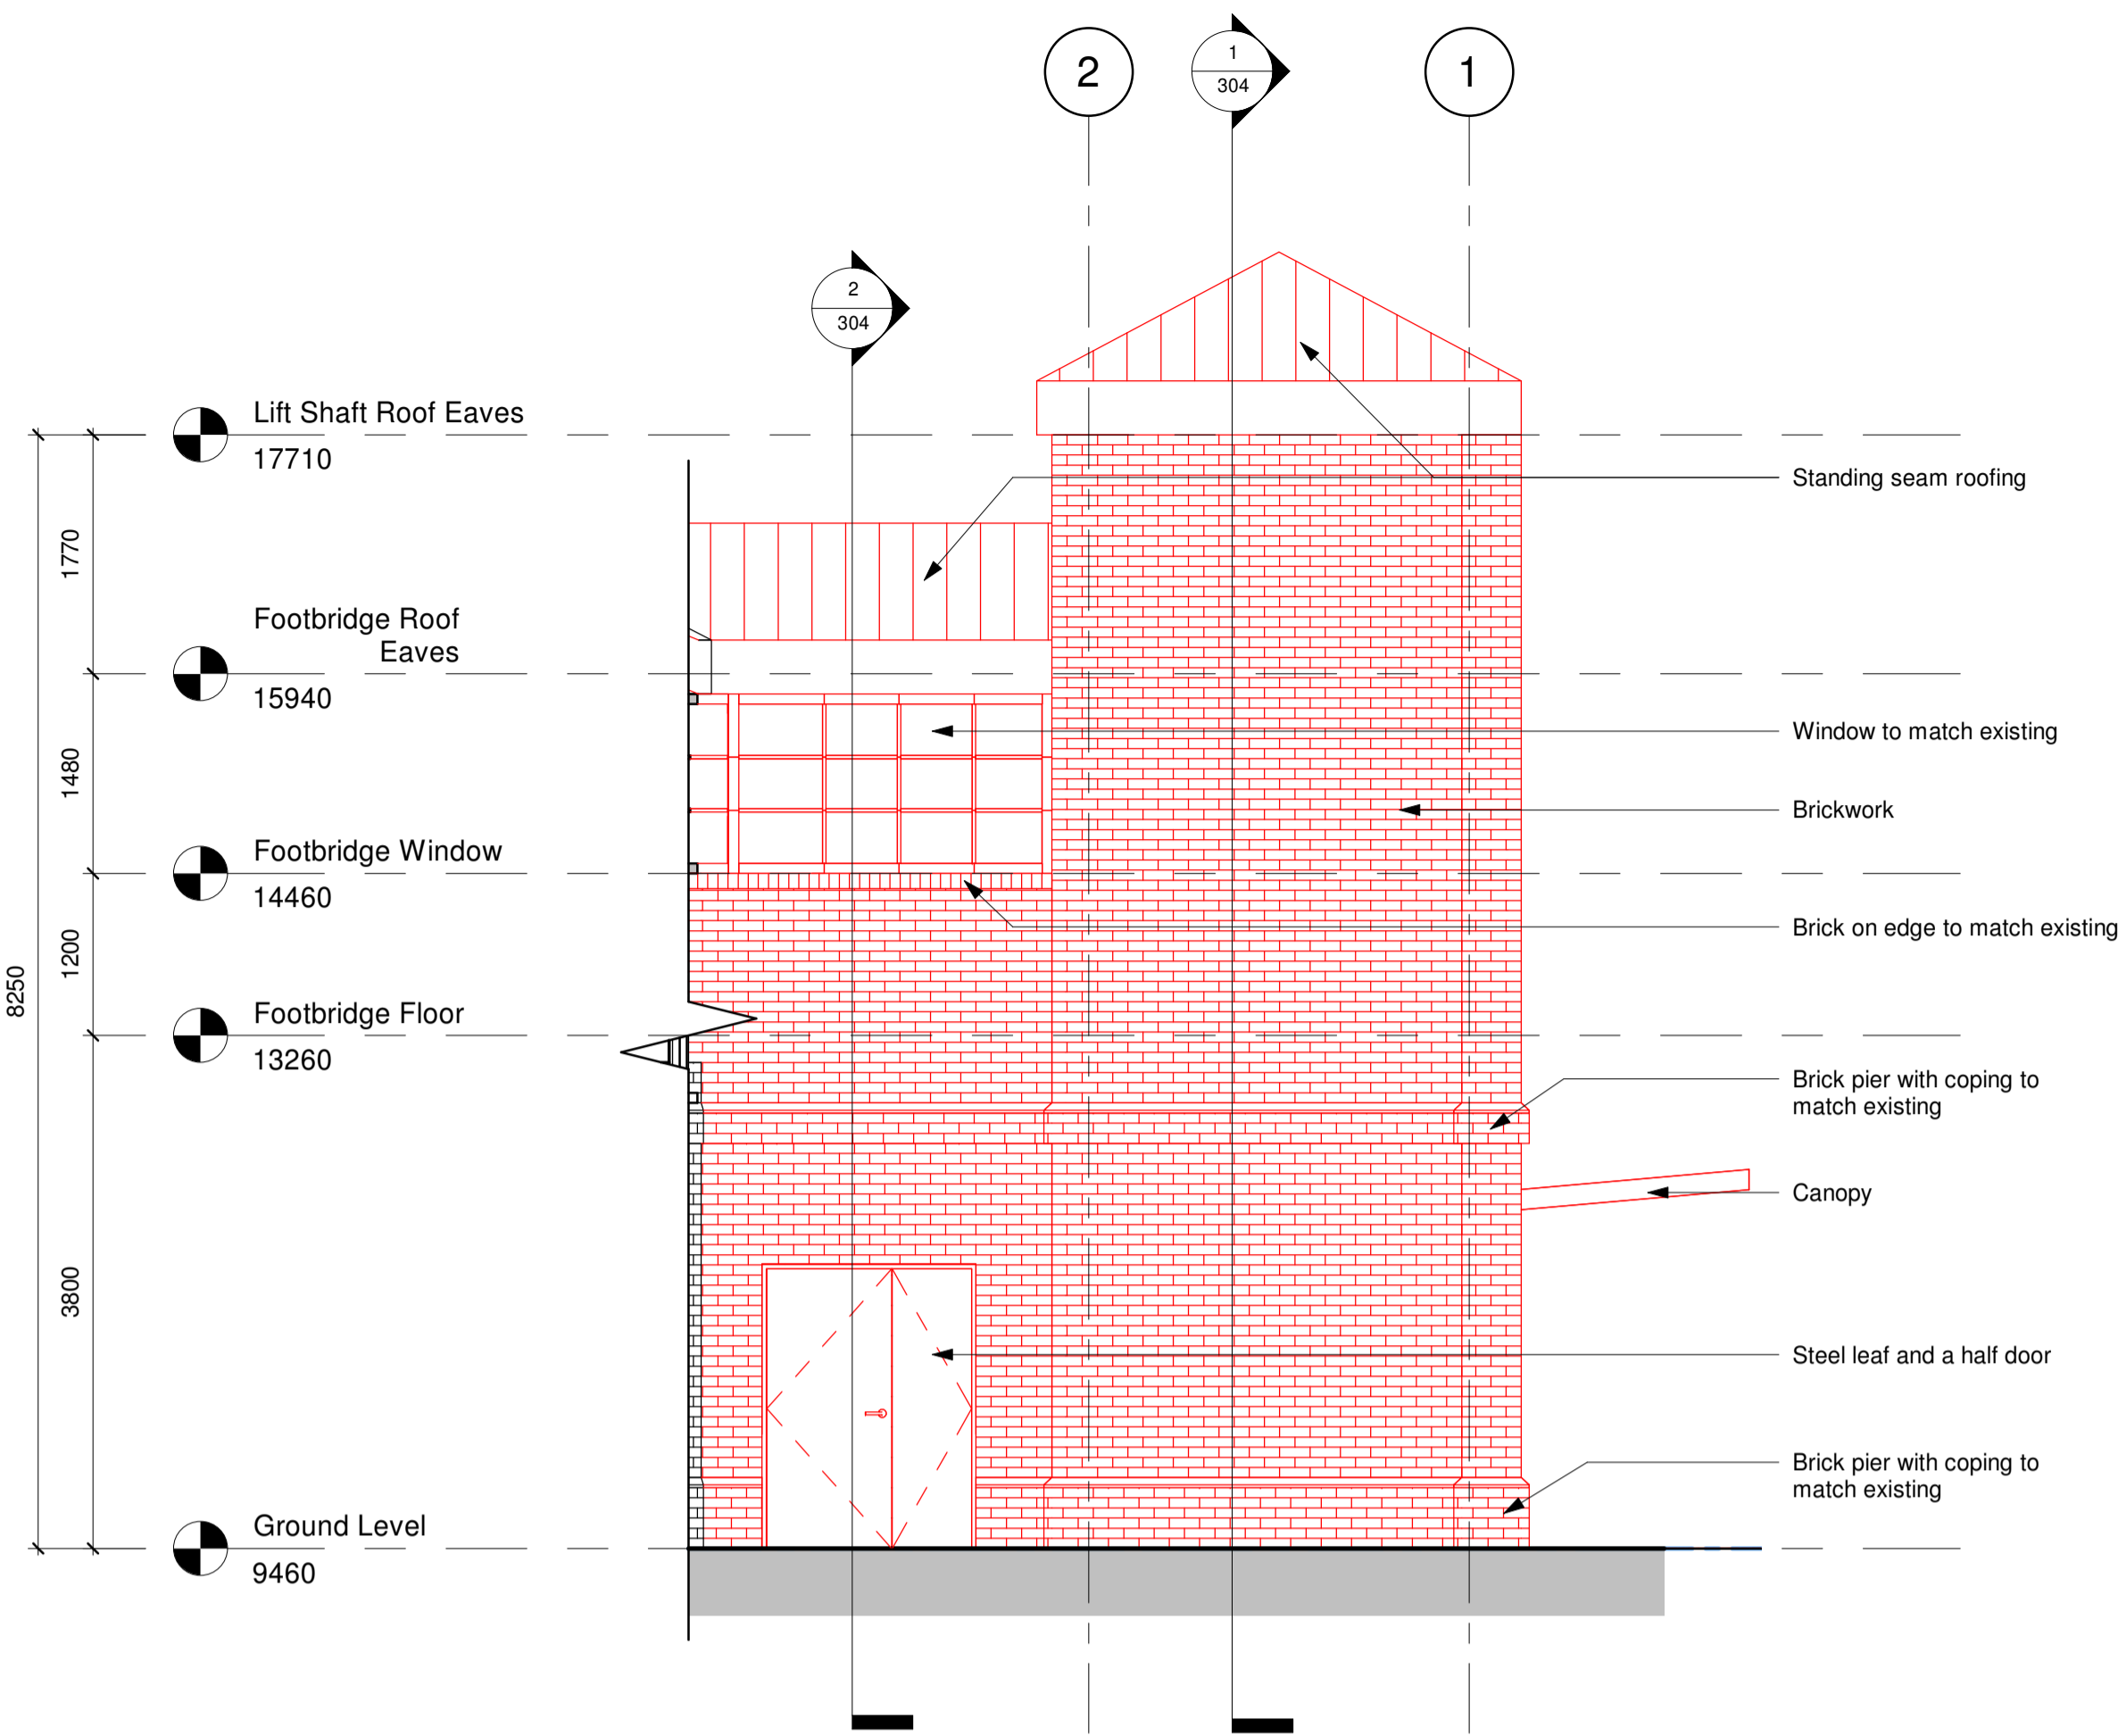 2
1
304
1
2
304
Lift Shaft Roof Eaves
17710
Standing seam roofing
1770
Footbridge Roof
Eaves
15940
Window to match existing
1480
Brickwork
Footbridge Window
14460
Brick on edge to match existing
1200
8250
Footbridge Floor
13260
Brick pier with coping to
match existing
Canopy
3800
Steel leaf and a half door
Brick pier with coping to
match existing
Ground Level
9460